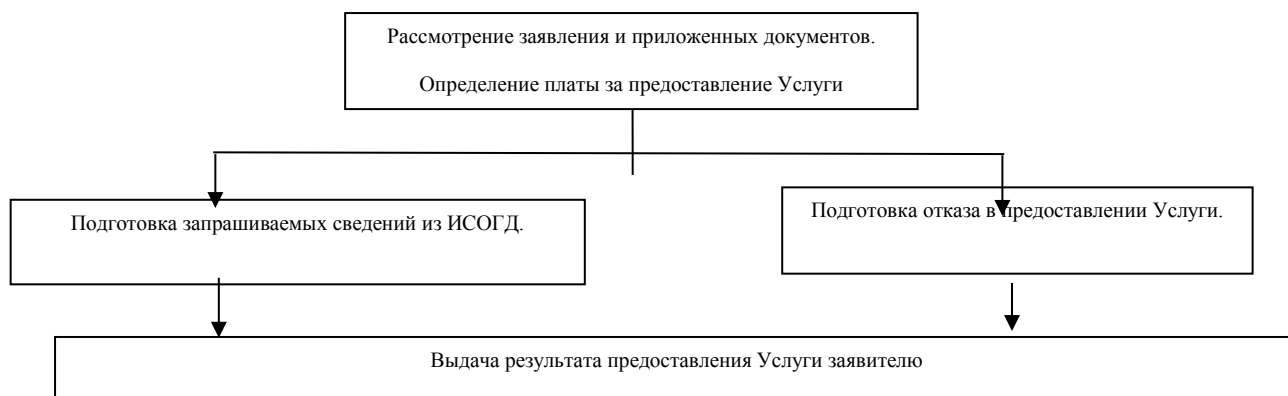 Рассмотрение заявления и приложенных документов.
Определение платы за предоставление Услуги
Подготовка запрашиваемых сведений из ИСОГД.
Подготовка отказа в предоставлении Услуги.
Выдача результата предоставления Услуги заявителю